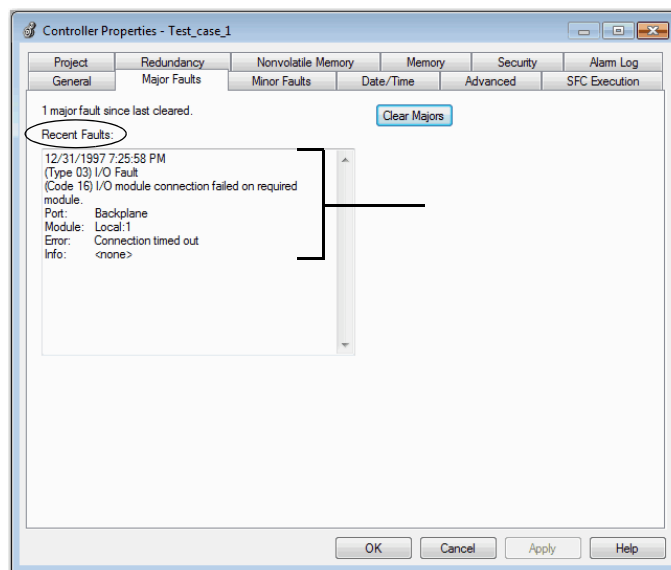 Controller Properties - Test_case_1
Project Redundancy Nonvolatile Memory Memory Security Alarm Log
General Major Faults Minor Faults Date/Time Advanced SFC Execution
1 major fault since last cleared.
Clear Majors
Recent Faults:
12/31/1997 7:25:58 PM
(Type 03) I/O Fault
(Code 16) I/O module connection failed on required
module.
Port: Backplane
Module: Local:1
Error: Connection timed out
Info: <none>
OK Cancel Apply Help